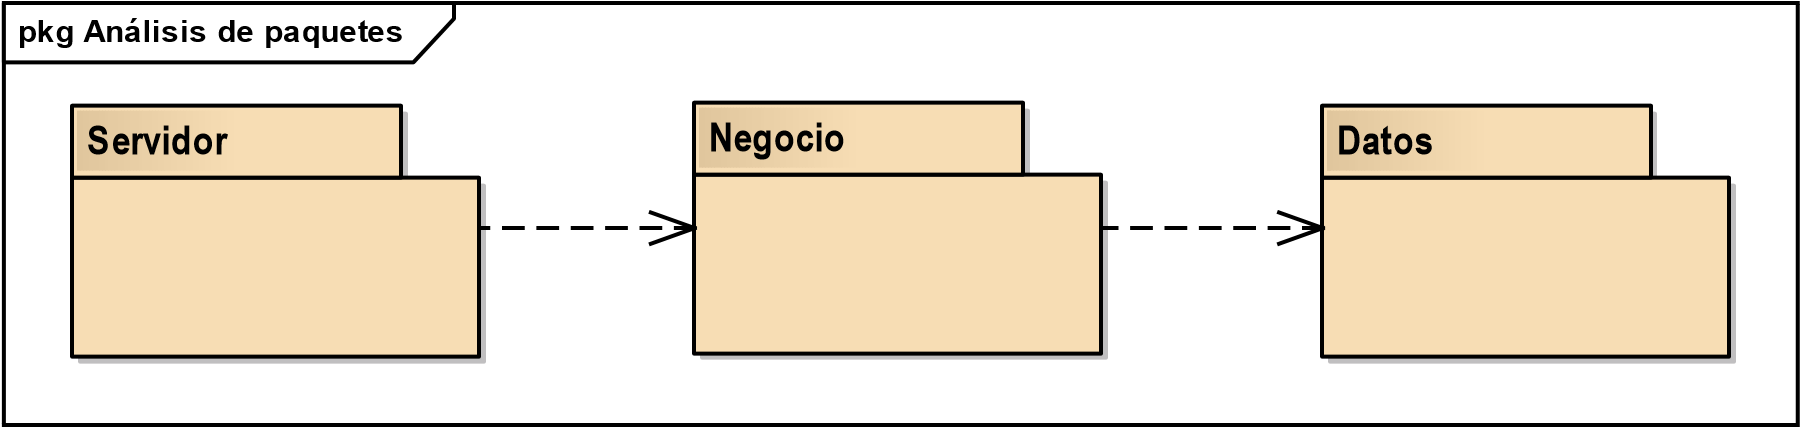 pkg Análisis de paquetes
Servidor
Negocio
Datos